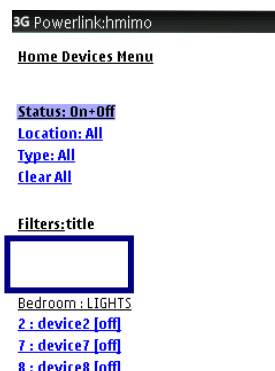 3G Powerlink:hmimo
Home Devices Menu
Status: On+Off
Location: All
Type: All
Clear All
Filters:title
Bedroom : LIGHTS
2 : device2 [off]
7 : device7 [off]
8 : device8 [off]